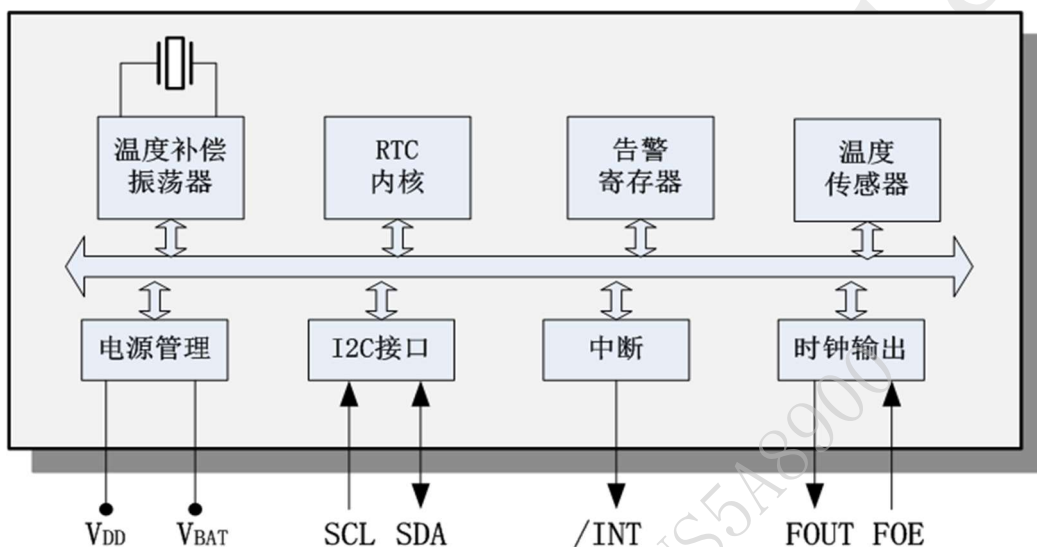 温度补偿
振荡器
RTC
内核
告警
寄存器
温度
传感器
电源管理
I2C接口
中断
时钟输出
VDD
VBAT
SCL
SDA
/INT
FOUT
FOE